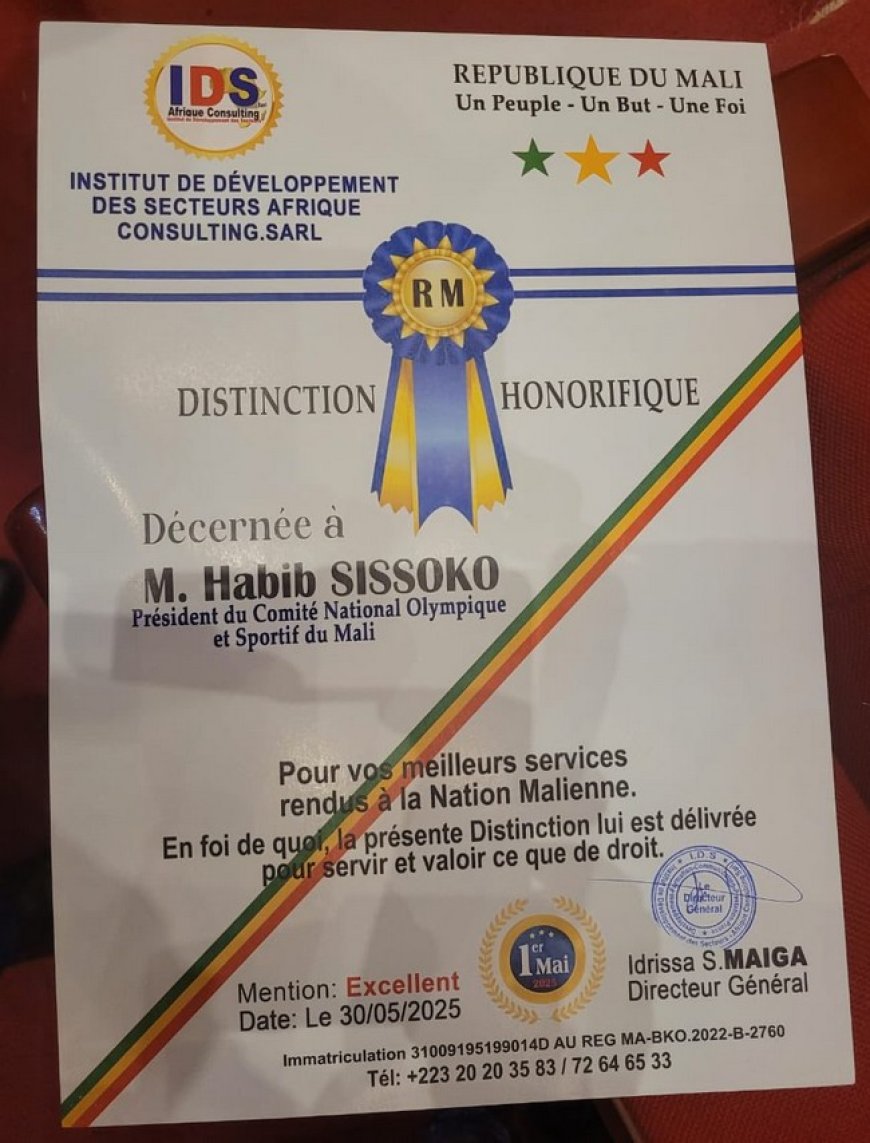 IDS
Afrique Consulting
INSTITUT DE DÉVELOPPEMENT
DES SECTEURS AFRIQUE
CONSULTING.SARL
REPUBLIQUE DU MALI
Un Peuple - Un But - Une Foi
RM
DISTINCTION HONORIFIQUE
Décernée à
M. Habib SISSOKO
Président du Comité National Olympique
et Sportif du Mali
Pour vos meilleurs services
rendus à la Nation Malienne.
En foi de quoi, la présente Distinction lui est délivrée
pour servir et valoir ce que de droit.
I.D.S
Le
Directeur
Général
1er
Mai
2025
Idrissa S.MAIGA
Directeur Général
Mention: Excellent
Date: Le 30/05/2025
Immatriculation 31009195199014D AU REG MA-BKO.2022-B-2760
Tél: +223 20 20 35 83 / 72 64 65 33